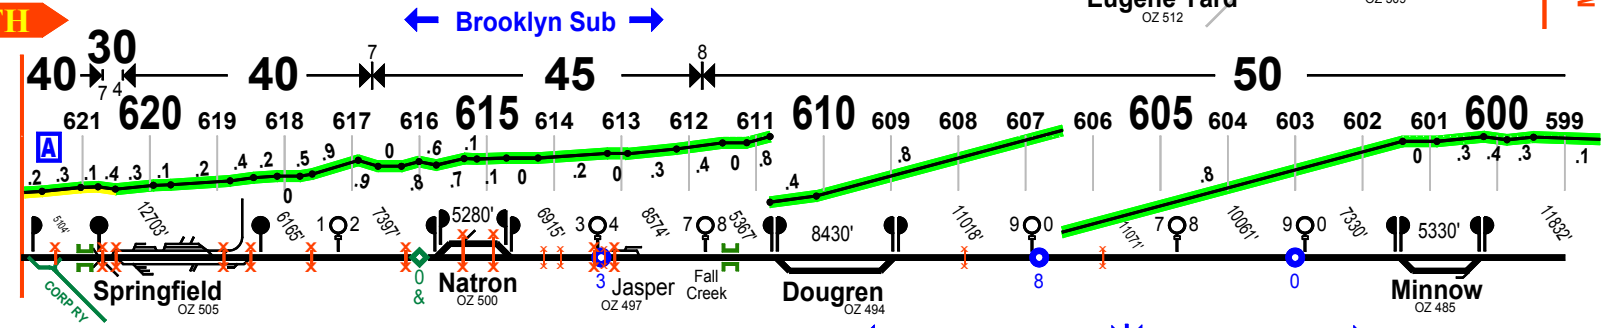 TH
Brooklyn Sub
Eugene Yard
OZ 512
OZ 509
30
40
40
45
50
7
8
7 4
621 620 619 618 617 616 615 614 613 612 611 610 609 608 607 606 605 604 603 602 601 600 599
A
.2 .3 .1 .4 .3 .1 .2 .4 .2 0 .5 .9 .9 0 .8 .6 .7 .1 .1 0 .2 0 .3 .4 0 .8 .4 .8 .8 0 .3 .4 .3 .1
5104' 12703' 6165' 1 2 7397' 5280' 6915' 3 4 8574' 7 8 5367' 8430' 11018' 9 0 11071' 7 8 10061' 9 0 7330' 5330' 11832'
CORP RY
Springfield
OZ 505
0
&
Natron
OZ 500
3
Jasper
OZ 497
Fall
Creek
Dougren
OZ 494
8
0
Minnow
OZ 485